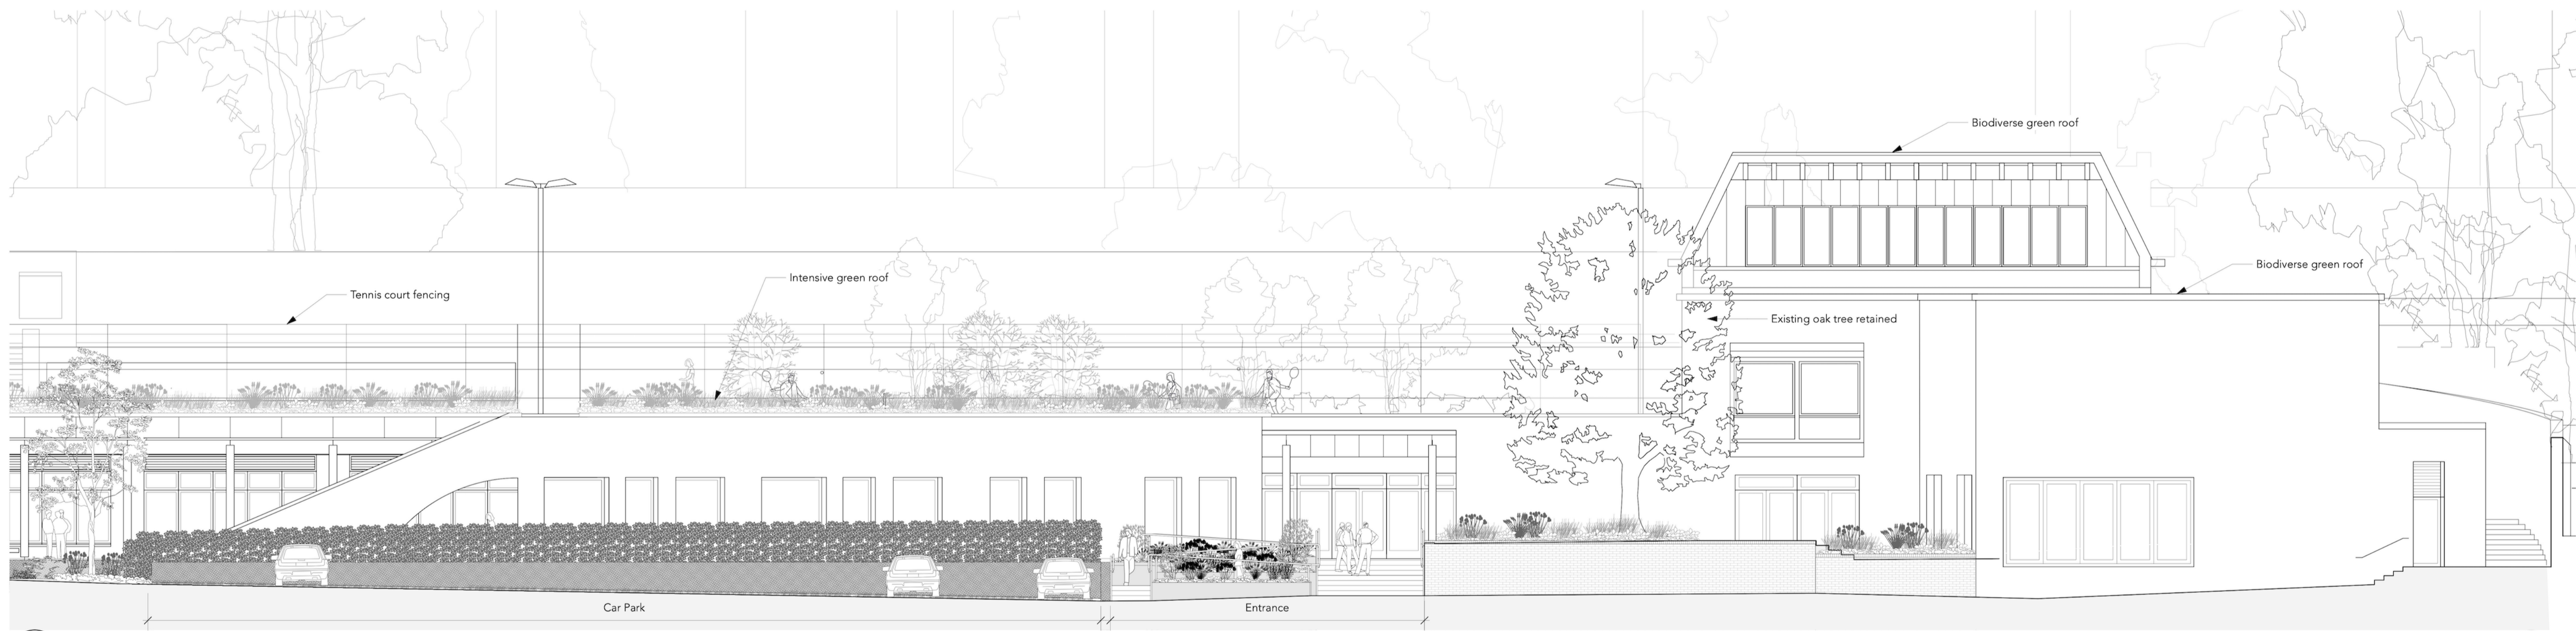 Biodiverse green roof
Biodiverse green roof
Intensive green roof
Tennis court fencing
Existing oak tree retained
Car Park
Entrance